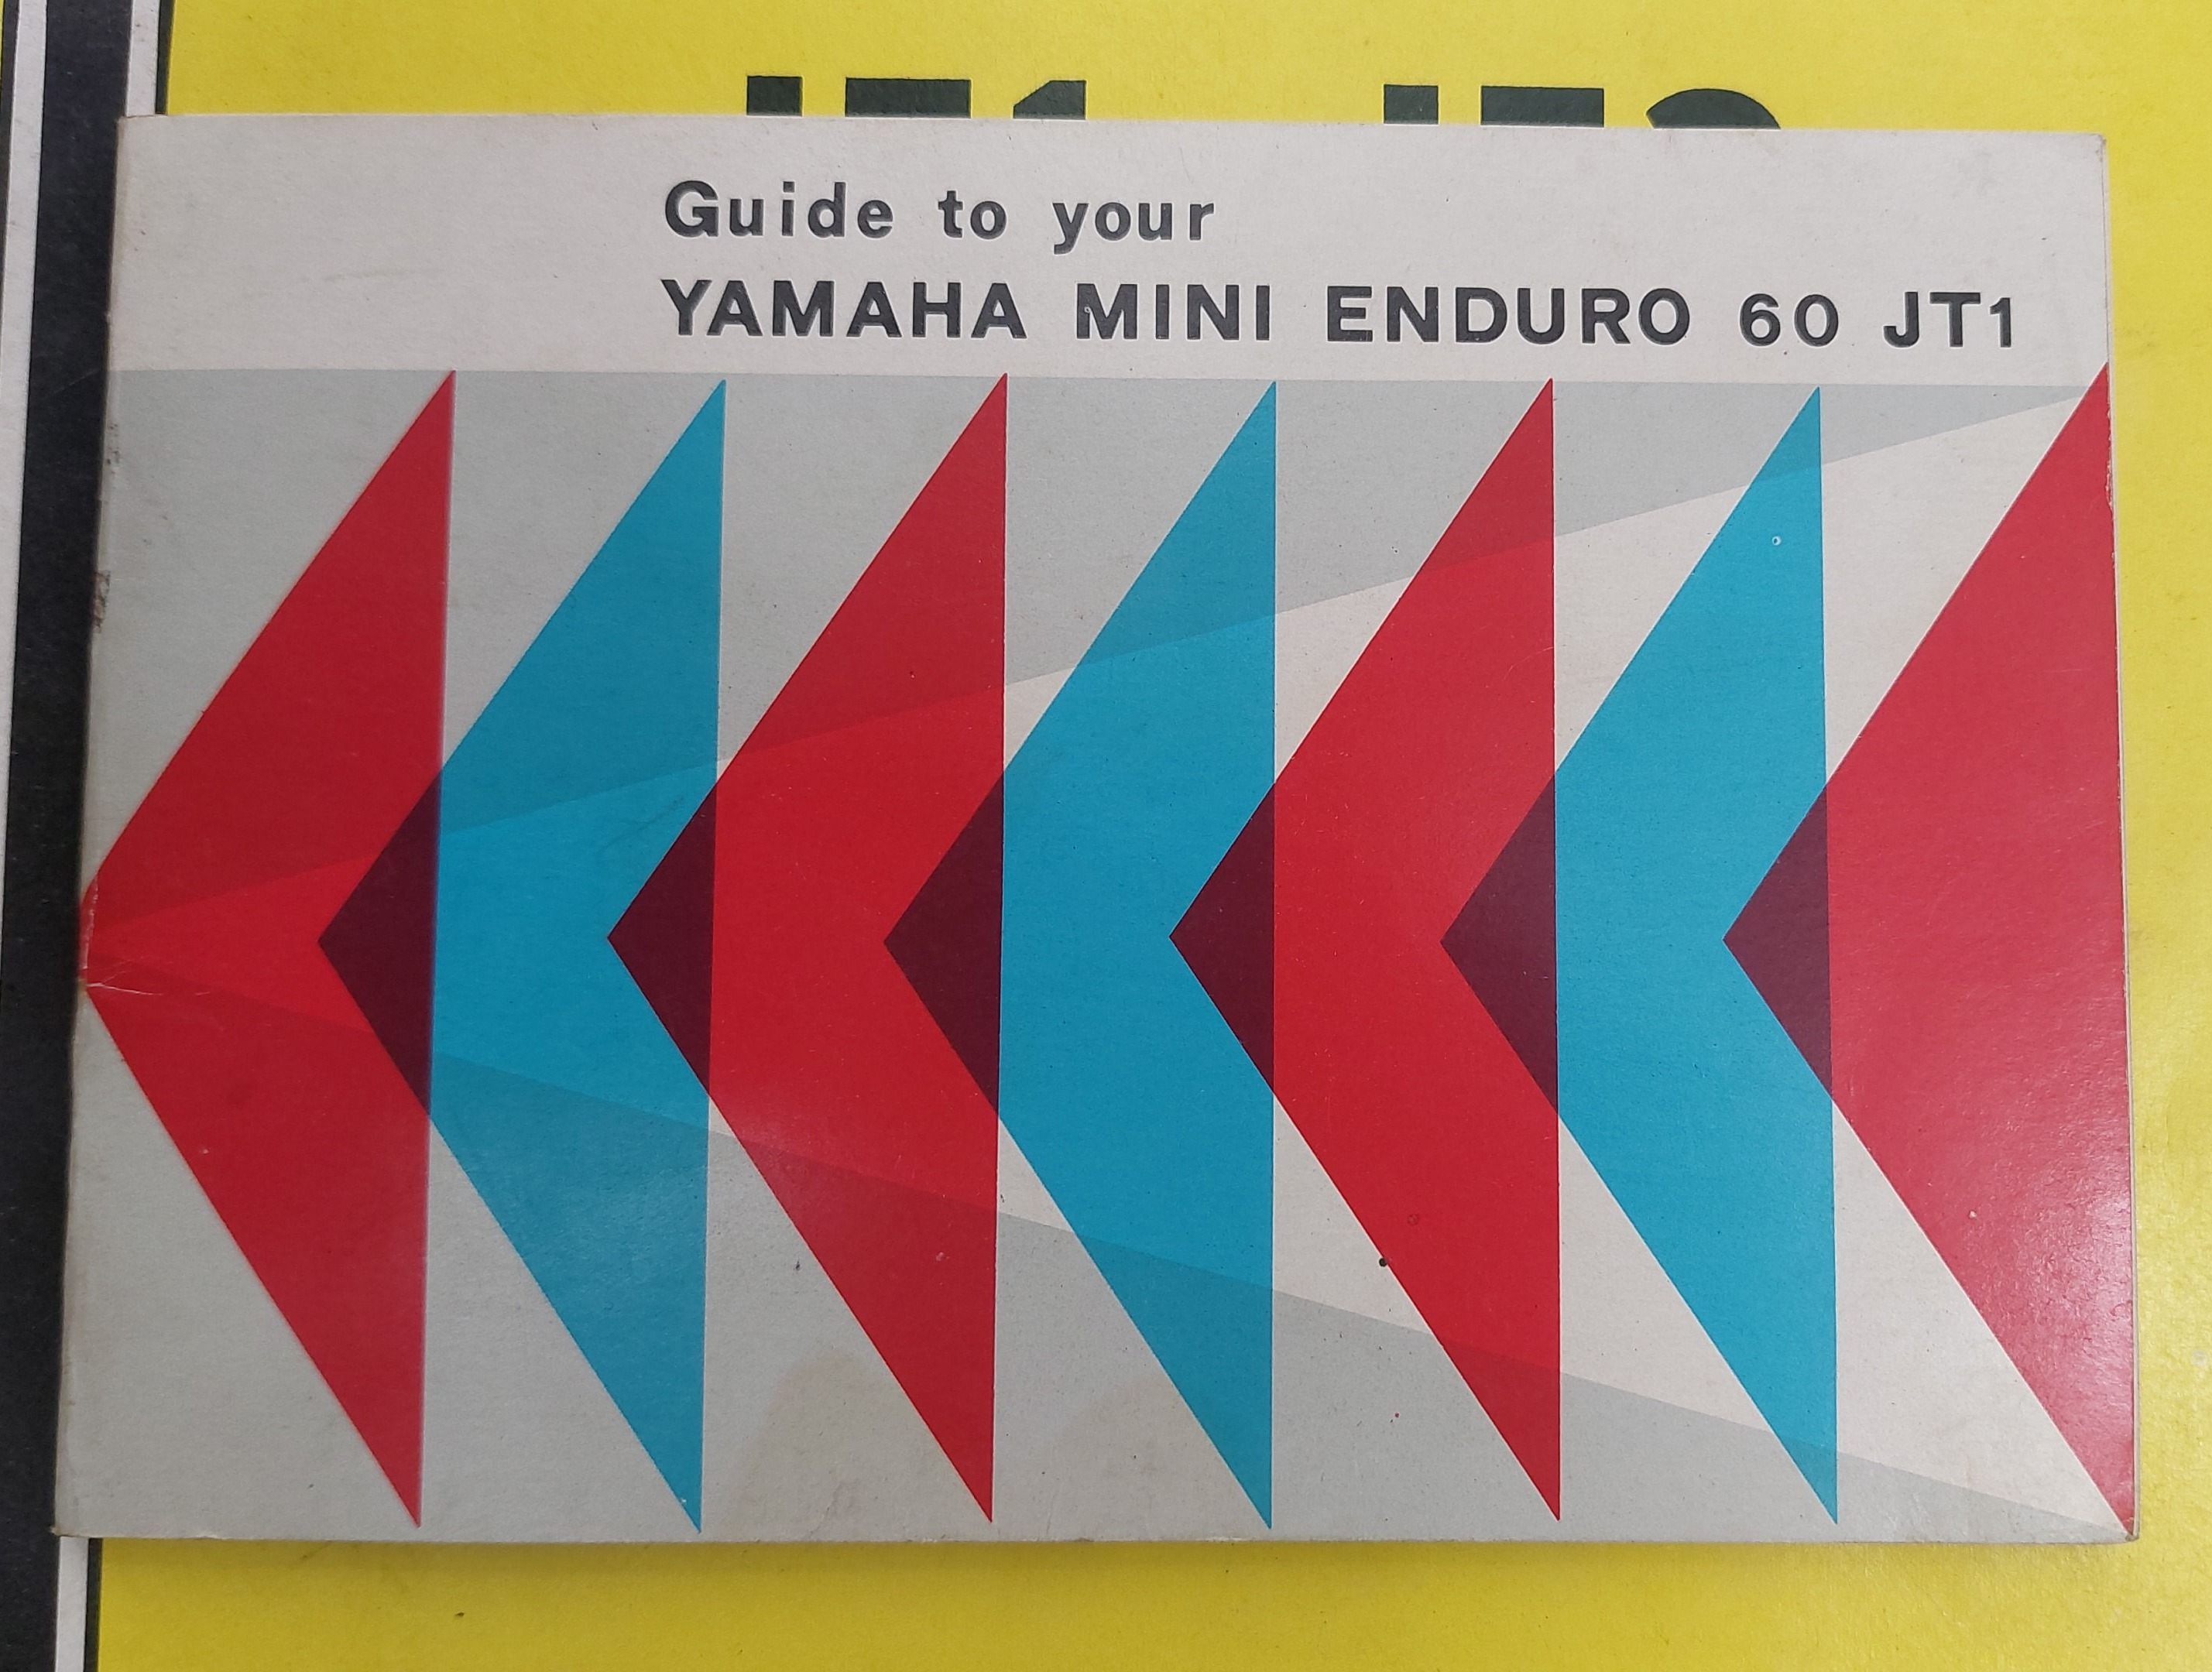 Guide to your
YAMAHA MINI ENDURO 60 JT1